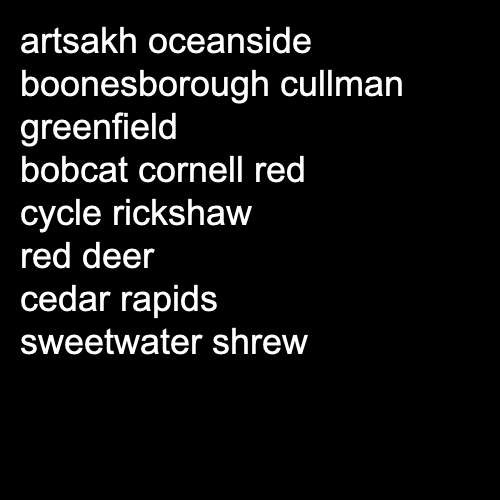 artsakh oceanside
boonesborough cullman
greenfield
bobcat cornell red
cycle rickshaw
red deer
cedar rapids
sweetwater shrew